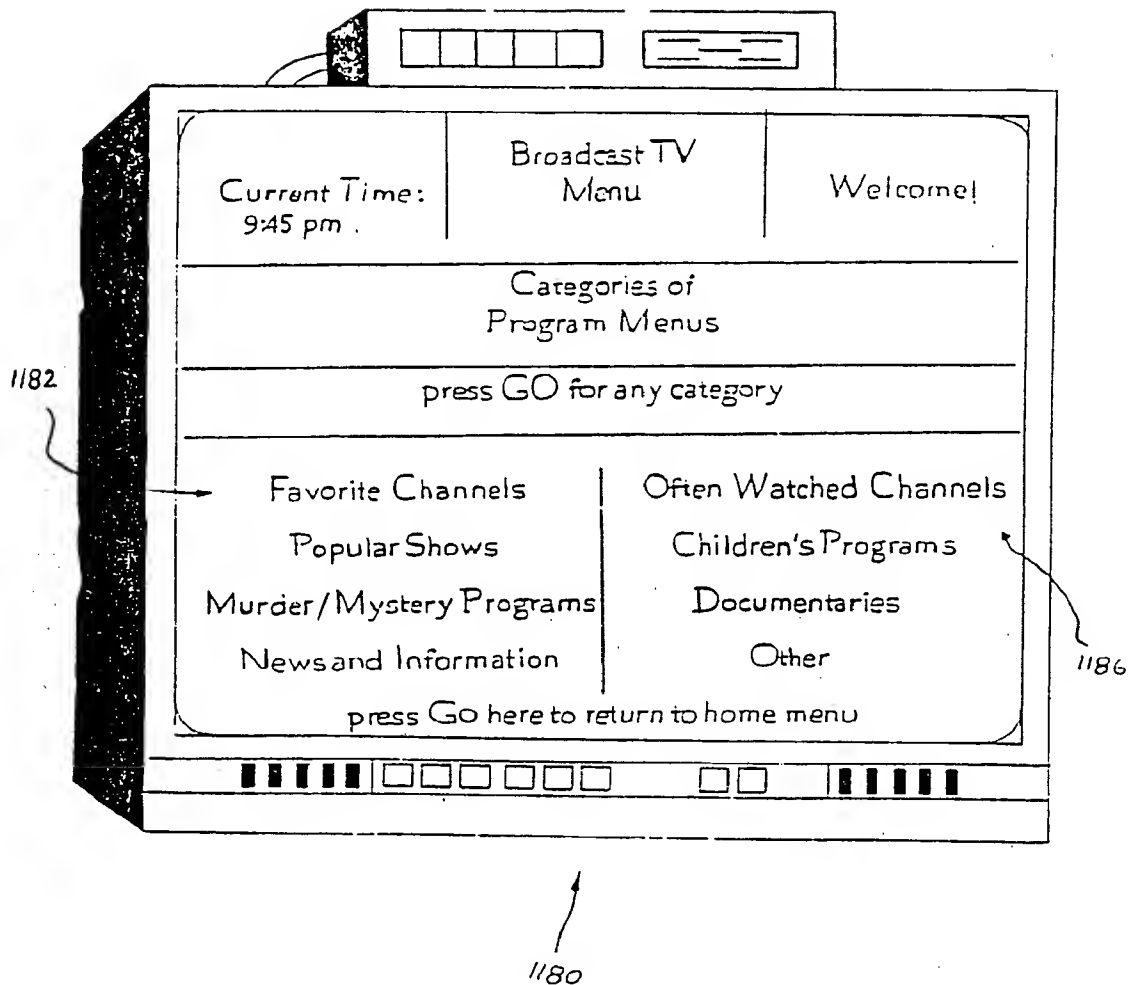 Current Time:
9:45 pm .
Broadcast TV
Menu
Welcome!
Categories of
Program Menus
press GO for any category
1182
Favorite Channels
Often Watched Channels
Popular Shows
Children's Programs
Murder/Mystery Programs
Documentaries
News and Information
Other
1186
press Go here to return to home menu
1180